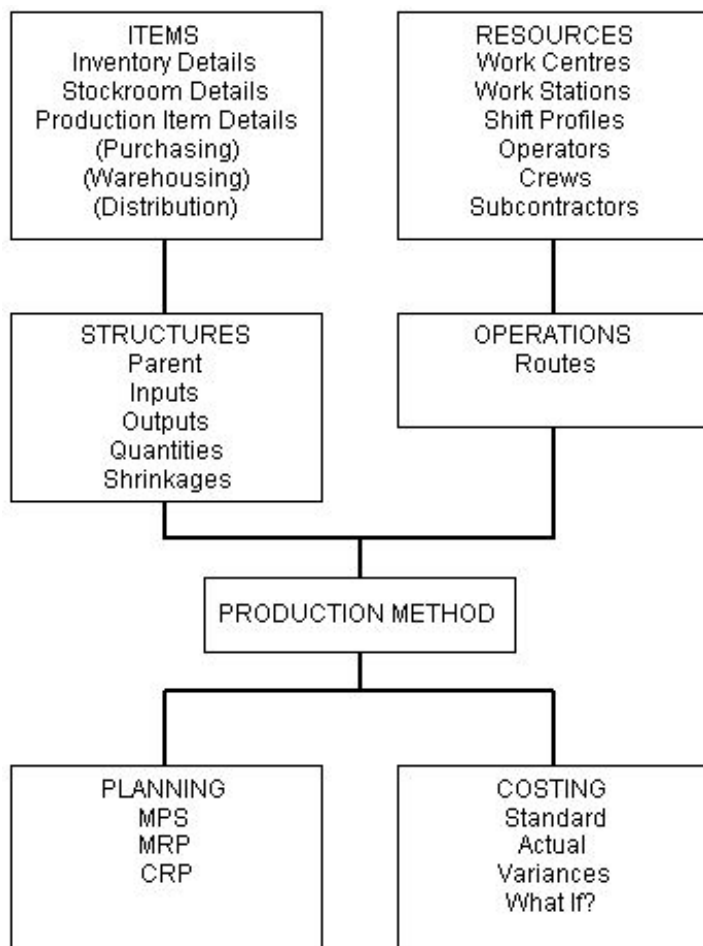 ITEMS
Inventory Details
Stockroom Details
Production Item Details
(Purchasing)
(Warehousing)
(Distribution)
RESOURCES
Work Centres
Work Stations
Shift Profiles
Operators
Crews
Subcontractors
STRUCTURES
Parent
Inputs
Outputs
Quantities
Shrinkages
OPERATIONS
Routes
PRODUCTION METHOD
PLANNING
MPS
MRP
CRP
COSTING
Standard
Actual
Variances
What If?